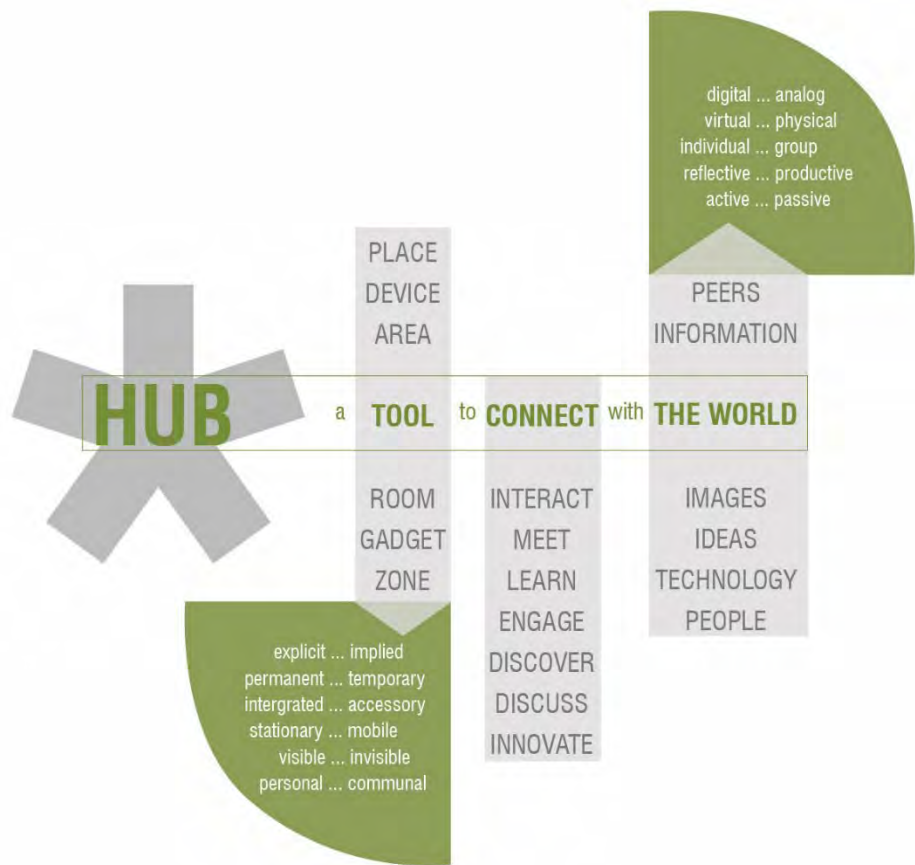 digital ... analog
virtual ... physical
individual ... group
reflective ... productive
active ... passive
PLACE
DEVICE
AREA
PEERS
INFORMATION
HUB a TOOL to CONNECT with THE WORLD
ROOM
GADGET
ZONE
INTERACT
MEET
LEARN
ENGAGE
DISCOVER
DISCUSS
INNOVATE
IMAGES
IDEAS
TECHNOLOGY
PEOPLE
explicit ... implied
permanent ... temporary
intergrated ... accessory
stationary ... mobile
visible ... invisible
personal ... communal